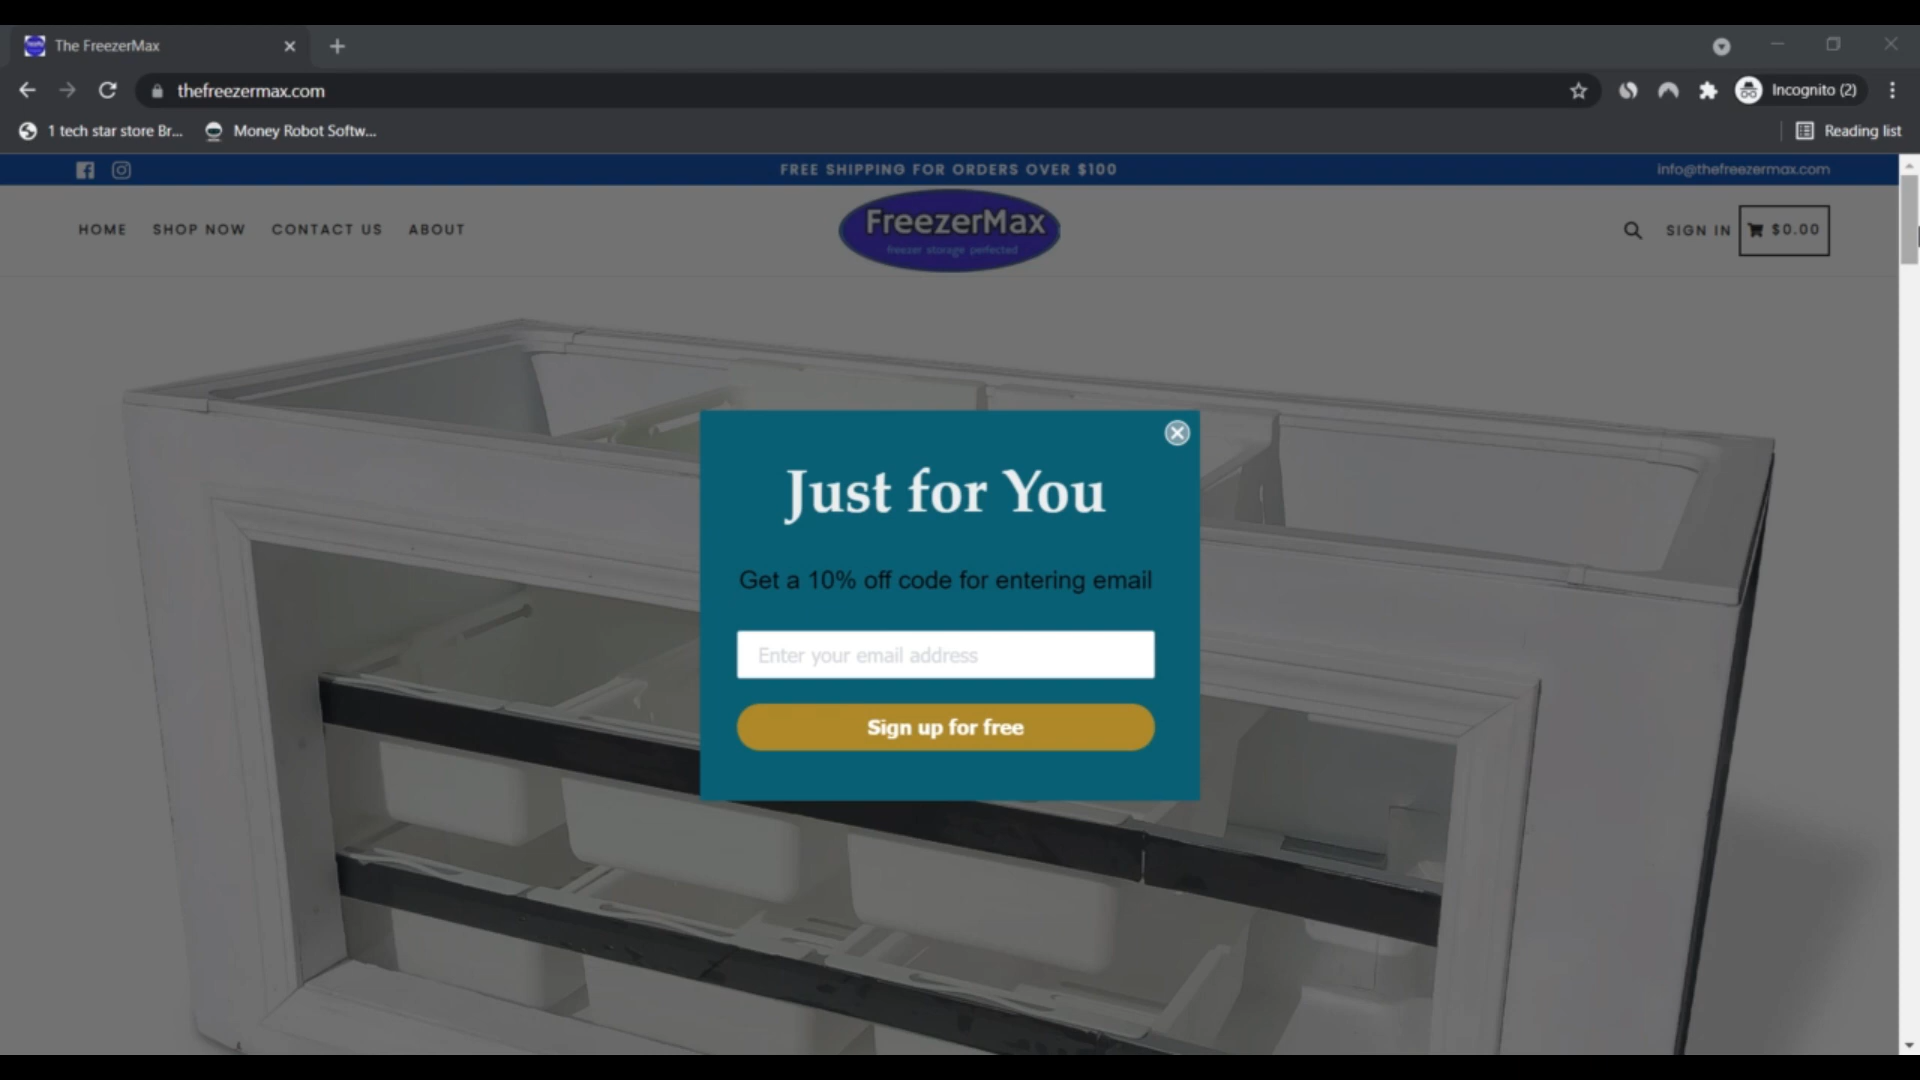 The FreezerMax
thefreezermax.com
Incognito (2)
1 tech star store Br...
Money Robot Softw...
Reading list
FREE SHIPPING FOR ORDERS OVER $100
info@thefreezermax.com
HOME
SHOP NOW
CONTACT US
ABOUT
FreezerMax
freezer storage perfected
SIGN IN
$0.00
Just for You
Get a 10% off code for entering email
Enter your email address
Sign up for free